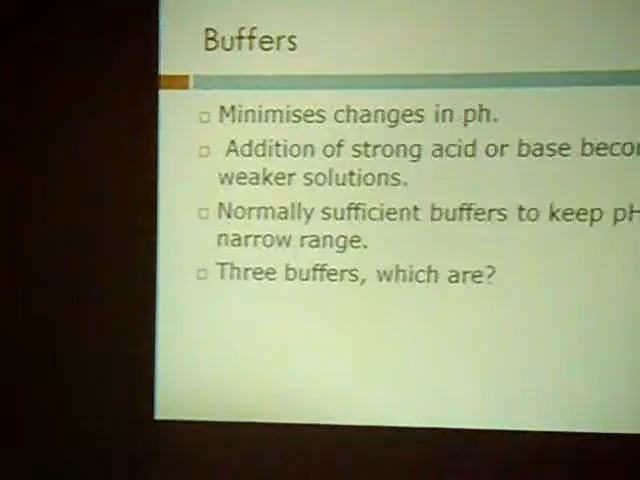 Buffers
Minimises changes in ph.
Addition of strong acid or base
weaker solutions.
Normally sufficient buffers to keep
narrow range.
Three buffers, which are?